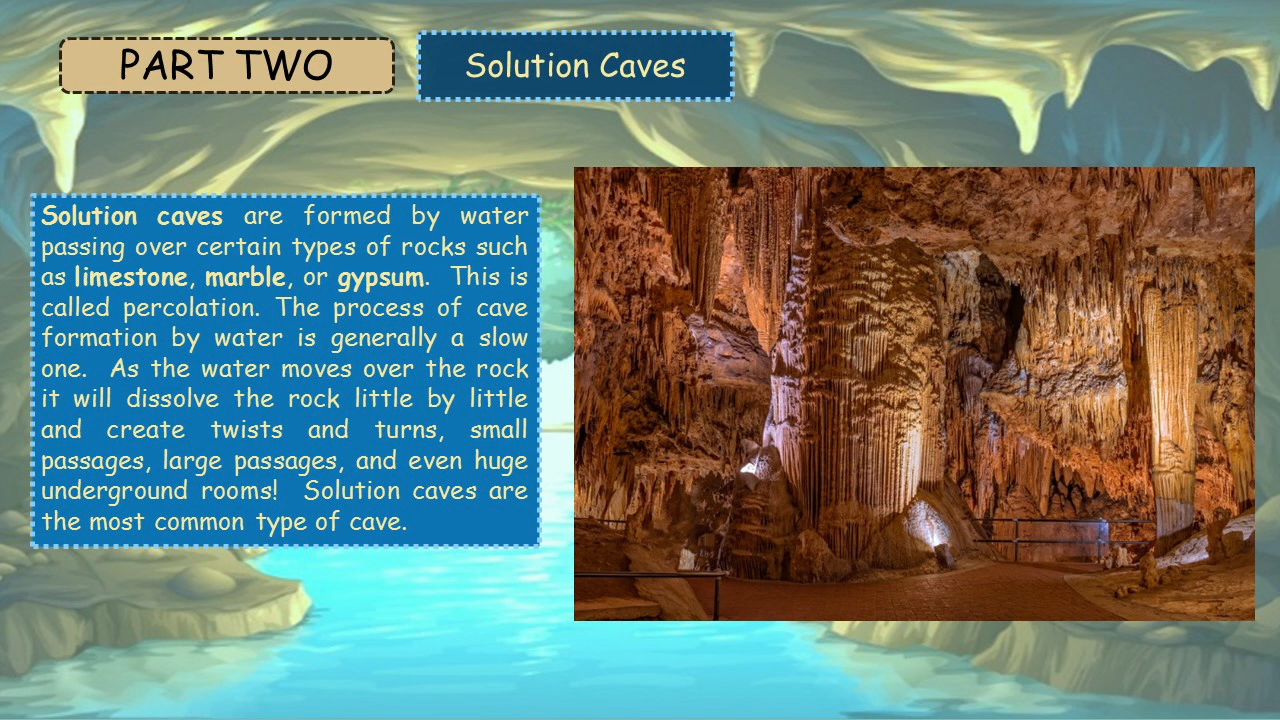 PART TWO
Solution Caves
Solution caves are formed by water
passing over certain types of rocks such
as limestone, marble, or gypsum.  This is
called percolation. The process of cave
formation by water is generally a slow
one.  As the water moves over the rock
it will dissolve the rock little by little
and create twists and turns, small
passages, large passages, and even huge
underground rooms!  Solution caves are
the most common type of cave.